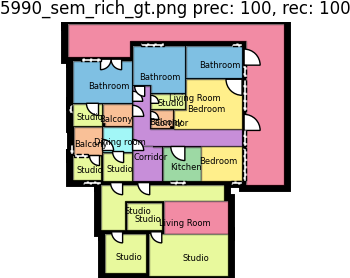 5990_sem_rich_gt.png prec: 100, rec: 100
Bathroom
Bathroom
Bathroom
Living Room
Studio
Bedroom
Studio
Balcony
Corridor
Dining room
Corridor
Bedroom
Kitchen
Studio
Studio
Studio
Studio
Living Room
Studio
Studio